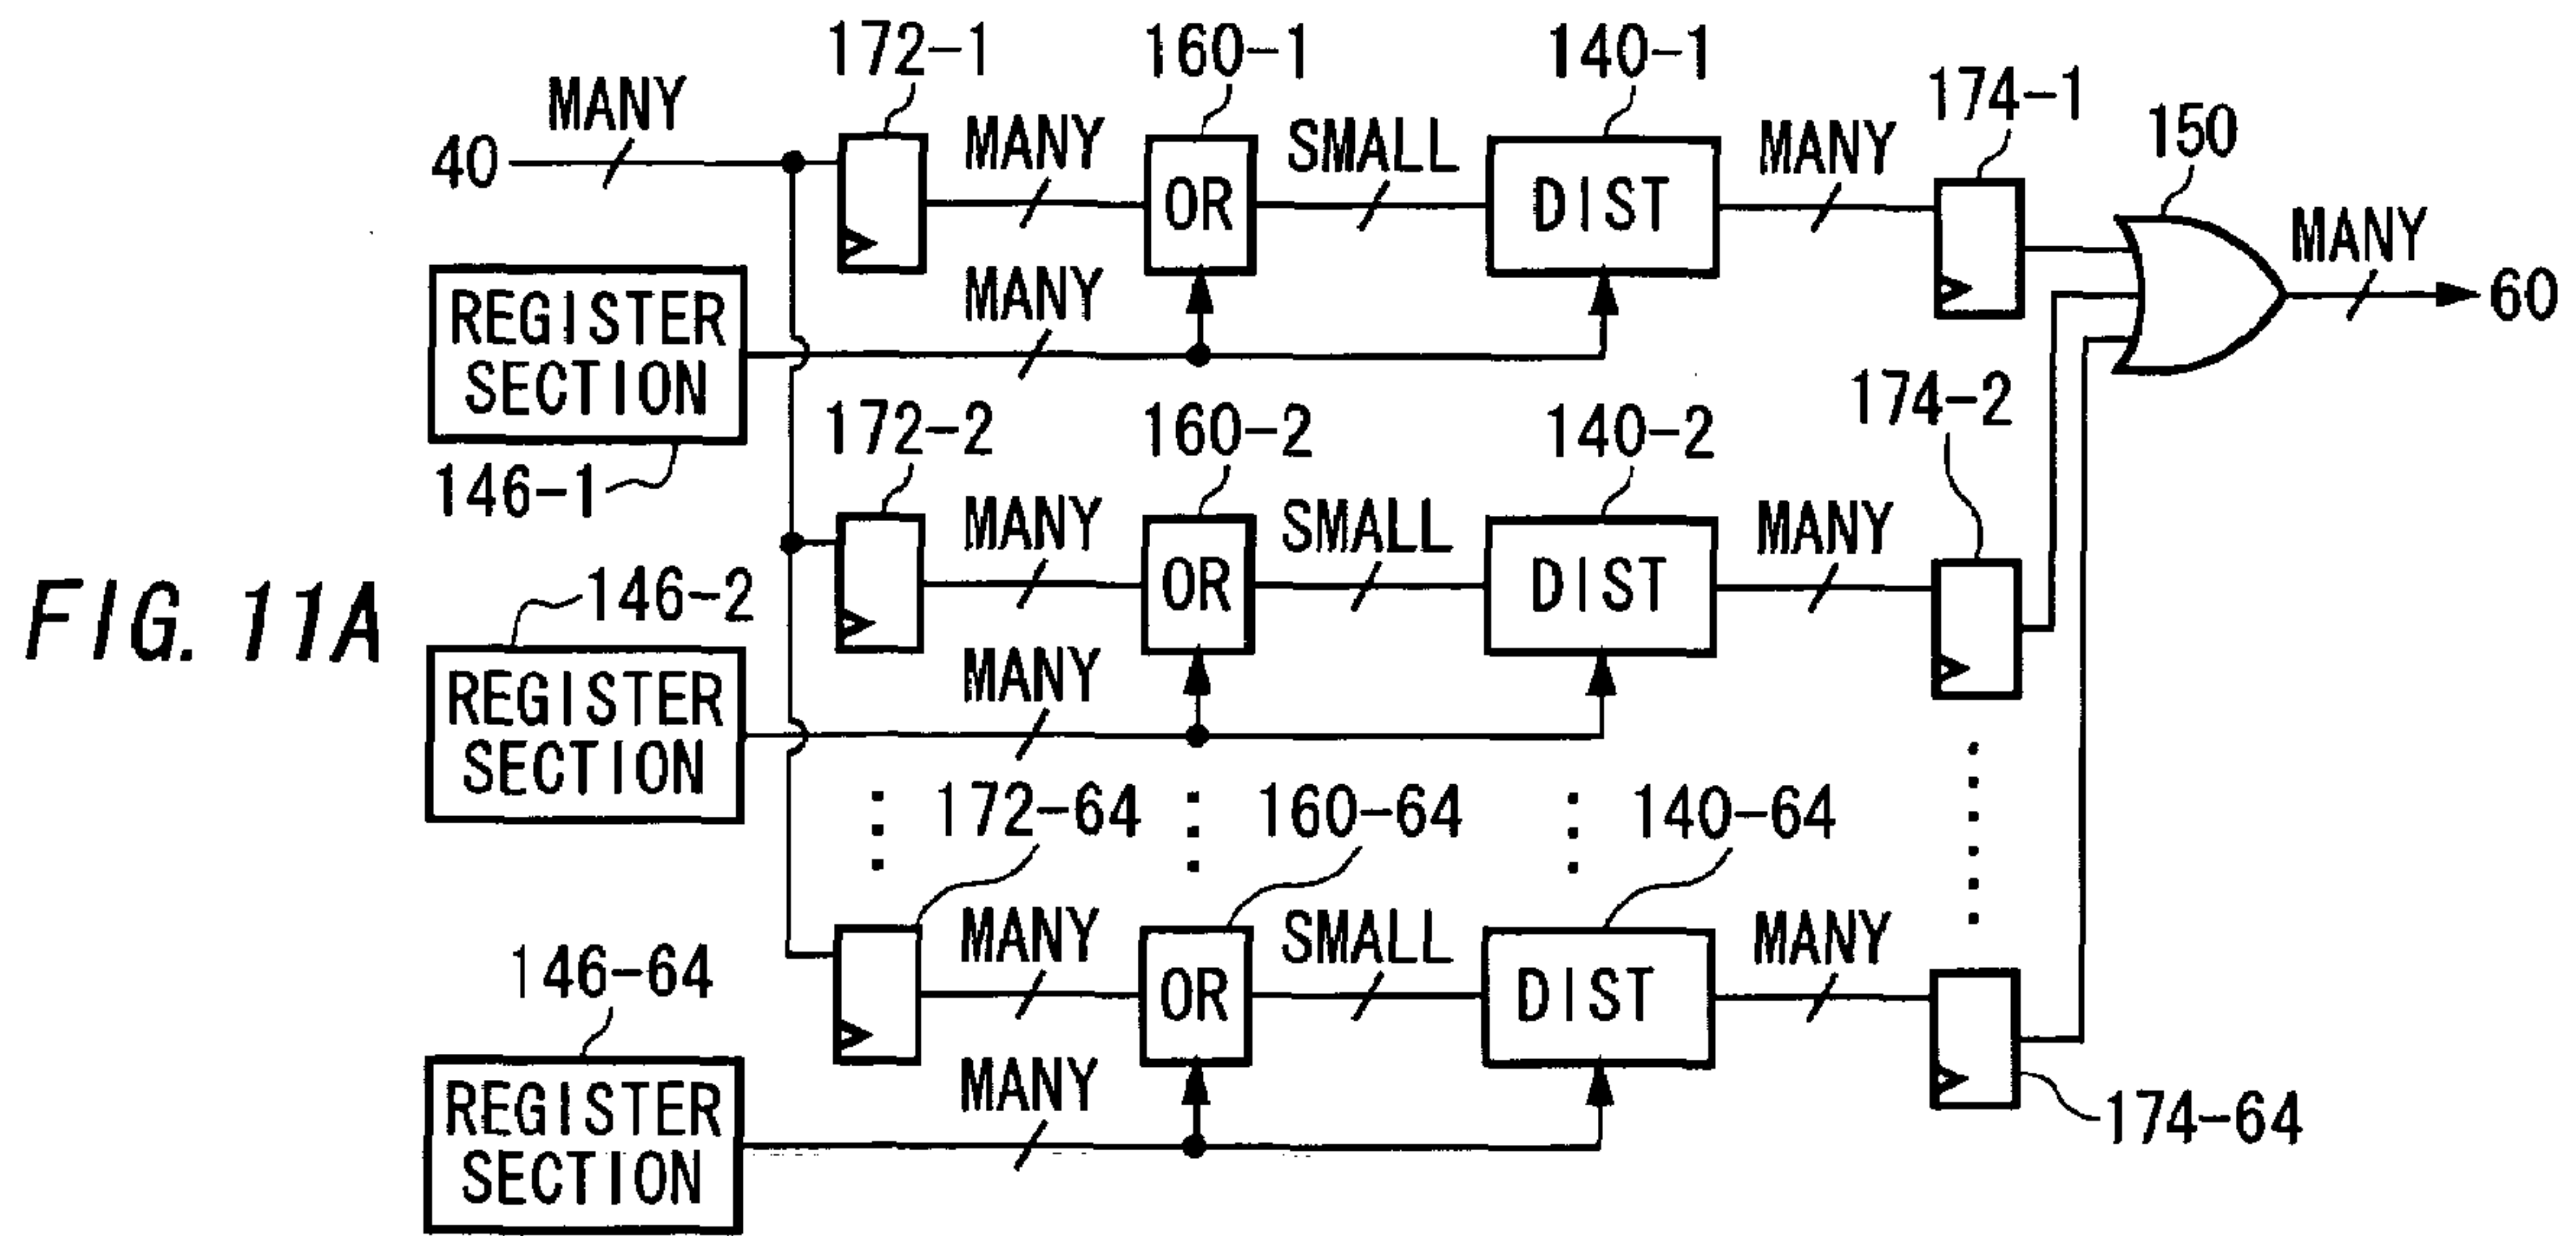 172-1
160-1
140-1
174-1
150
MANY
40
MANY
OR
SMALL
DIST
MANY
MANY
60
REGISTER
SECTION
146-1
MANY
172-2
160-2
140-2
174-2
MANY
OR
SMALL
DIST
MANY
FIG. 11A
146-2
REGISTER
SECTION
MANY
172-64
160-64
140-64
MANY
OR
SMALL
DIST
MANY
146-64
REGISTER
SECTION
MANY
174-64